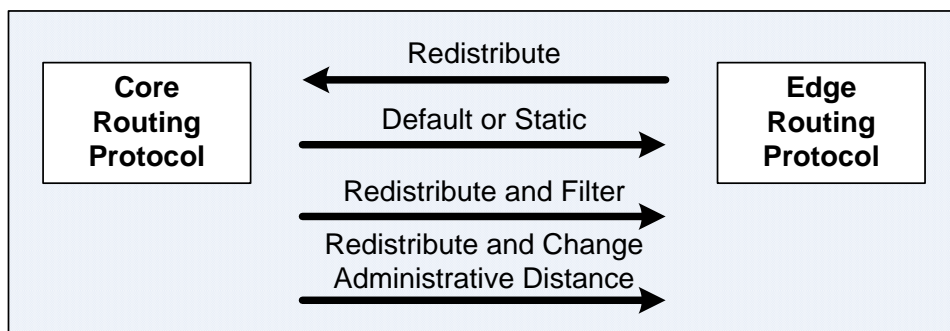 Redistribute
Core
Routing
Protocol
Edge
Routing
Protocol
Default or Static
Redistribute and Filter
Redistribute and Change
Administrative Distance